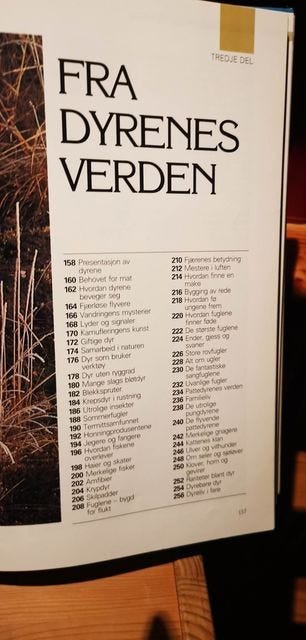 TREDJE DEL
FRA
DYRENES
VERDEN
158 Presentasjon av
dyrene
160 Behovet for mat
162 Hvordan dyrene
beveger seg
164 Fjærløse flyvere
166 Vandringens mysterier
168 Lyder og signaler
170 Kamufleringens kunst
172 Giftige dyr
174 Samarbeid i naturen
176 Dyr som bruker
verktøy
178 Dyr uten ryggrad
180 Mange slags bløtdyr
182 Blekkspruter
184 Krepsdyr i rustning
186 Utrolige insekter
188 Sommerfugler
190 Termittsamfunnet
192 Honningprodusentene
194 Jegere og fangere
196 Hvordan fiskene
overlever
198 Haier og skater
200 Merkelige fisker
202 Amfibier
204 Krypdyr
206 Skilpadder
208 Fuglene – bygd
for flukt
210 Fjærenes betydning
212 Mestere i luften
214 Hvordan finne en
make
216 Bygging av rede
218 Hvordan fø
ungene frem
220 Hvordan fuglene
finner føde
222 De største fuglene
224 Ender, gjess og
svaner
226 Store rovfugler
228 Alt om ugler
230 De fantastiske
sangfuglene
232 Uvanlige fugler
234 Pattedyrenes verden
236 Familieliv
238 De utrolige
pungdyrene
240 De flyvende
pattedyrene
242 Merkelige gnagere
244 Kattenes klan
246 Ulver og villhunder
248 Om seler og sjøløver
250 Klover, horn og
gevirer
252 Rariteter blant dyr
254 Dyrebare dyr
256 Dyreliv i fare
157